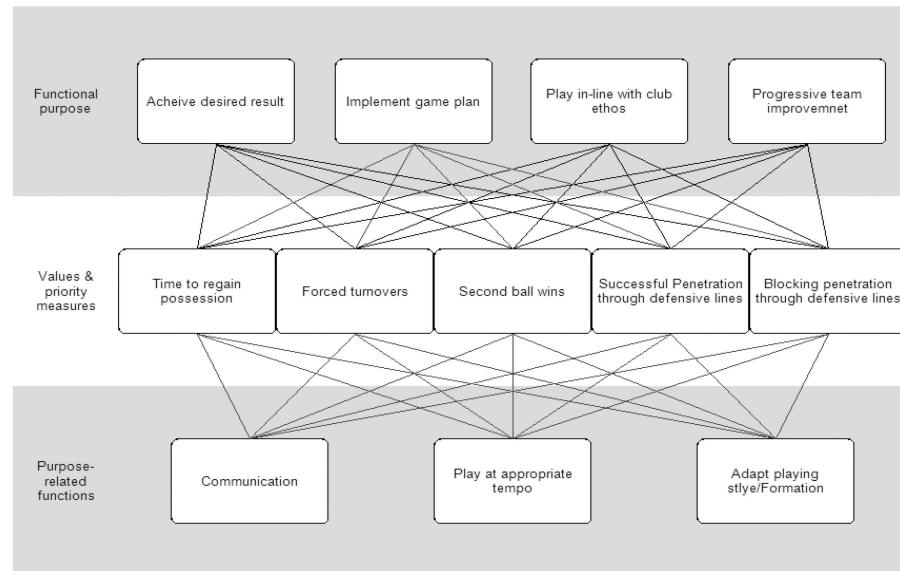 Functional
purpose
Acheive desired result
Implement game plan
Play in-line with club
ethos
Progressive team
improvemnet
Values &
priority
measures
Time to regain
possession
Forced turnovers
Second ball wins
Successful Penetration
through defensive lines
Blocking penetration
through defensive lines
Purpose-
related
functions
Communication
Play at appropriate
tempo
Adapt playing
stlye/Formation